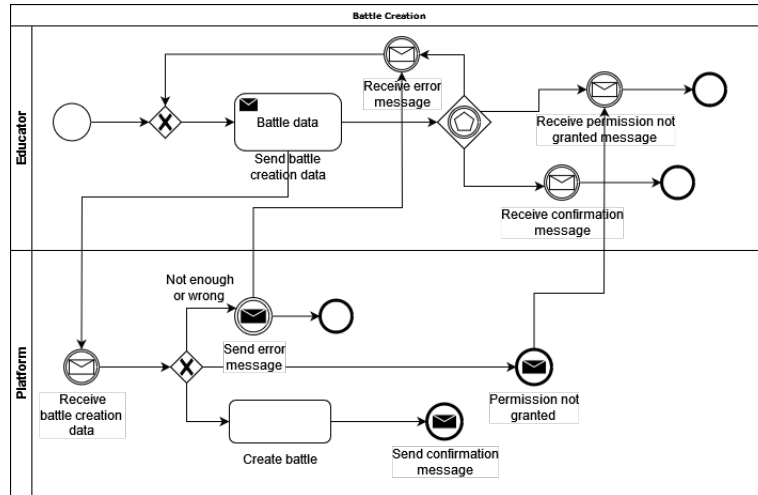 Battle Creation
Educator
Receive error
message
Battle data
Send battle
creation data
Receive permission not
granted message
Receive confirmation
message
Platform
Not enough
or wrong
Send error
message
Receive
battle creation
data
Permission not
granted
Create battle
Send confirmation
message